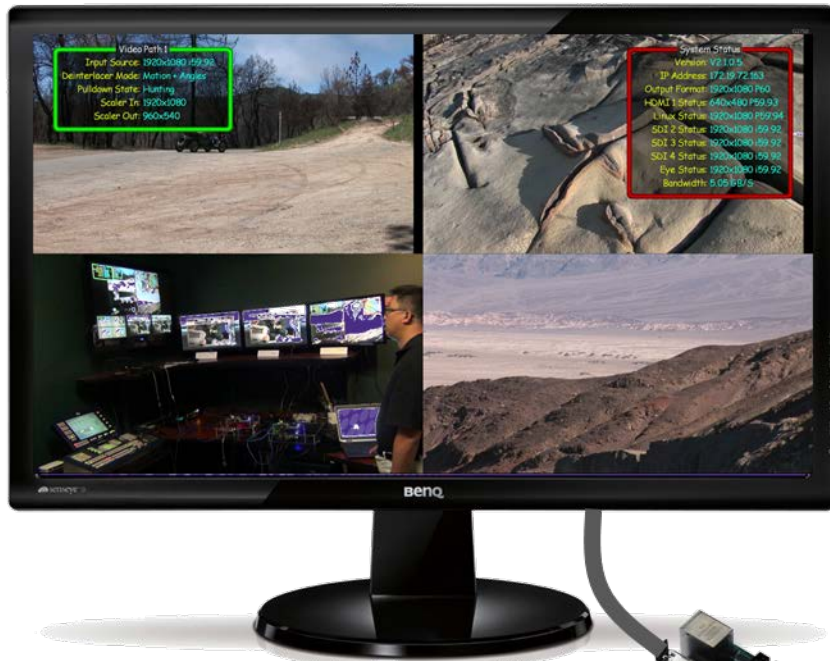 Video Path 1
Input Source: 1920x1080 i59.92
Deinterlacer Mode: Motion + Angles
Pulldown State: Hunting
Scaler In: 1920x1080
Scaler Out: 960x540
System Status
Version: V2.1.0.5
IP Address: 172.19.72.163
Output Format: 1920x1080 P60
HDMI 1 Status: 640x480 P59.93
Linux Status: 1920x1080 P59.94
SDI 2 Status: 1920x1080 i59.92
SDI 3 Status: 1920x1080 i59.92
SDI 4 Status: 1920x1080 i59.92
Eye Status: 1920x1080 i59.92
Bandwidth: 5.05 GB/S
senseye
BenQ